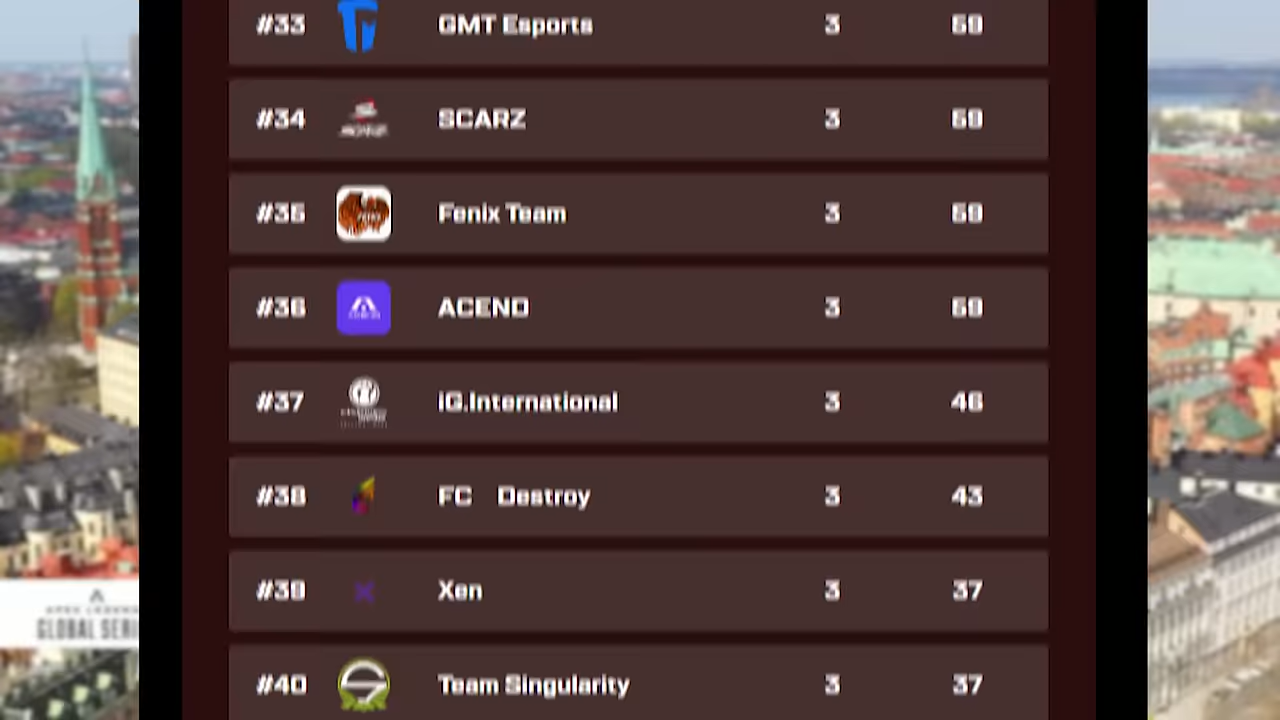 #33 GMT Esports 3 59
#34 SCARZ 3 59
#35 Fenix Team 3 59
#36 ACEND 3 59
#37 iG.International 3 46
#38 FC Destroy 3 43
#39 Xen 3 37
#40 Team Singularity 3 37
GLOBAL SERI